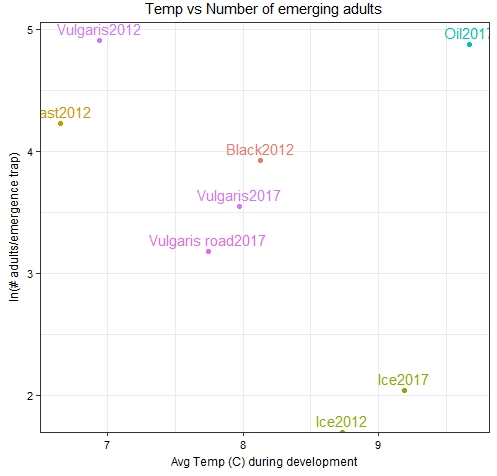 Temp vs Number of emerging adults
5
Vulgaris2012
Oil2017
ast2012
4
Black2012
Vulgaris2017
Vulgaris road2017
3
Ice2017
2
Ice2012
7
8
9
ln(# adults/emergence trap)
Avg Temp (C) during development